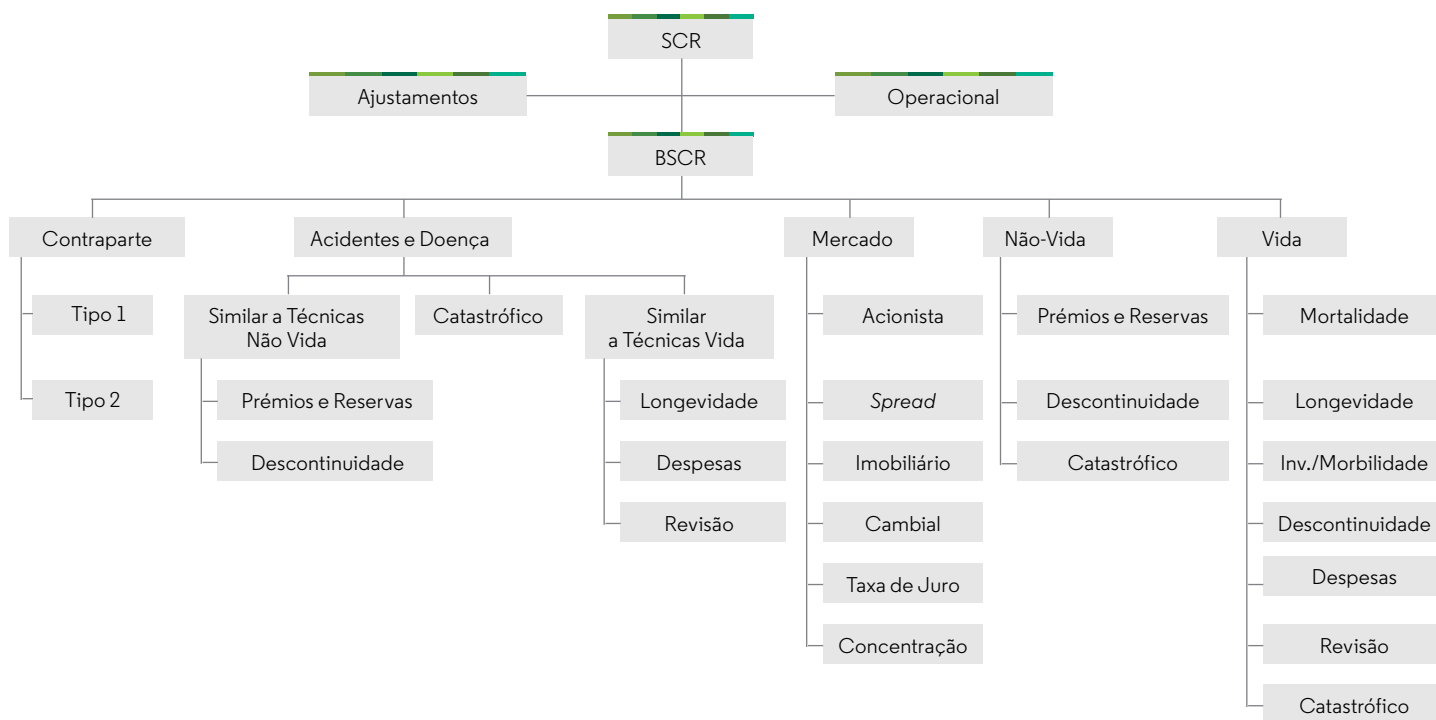 SCR
Ajustamentos
Operacional
BSCR
Contraparte
Acidentes e Doença
Mercado
Não-Vida
Vida
Tipo 1
Tipo 2
Similar a Técnicas
Não Vida
Catastrófico
Similar
a Técnicas Vida
Prémios e Reservas
Descontinuidade
Longevidade
Despesas
Revisão
Acionista
Spread
Imobiliário
Cambial
Taxa de Juro
Concentração
Prémios e Reservas
Descontinuidade
Catastrófico
Mortalidade
Longevidade
Inv./Morbilidade
Descontinuidade
Despesas
Revisão
Catastrófico